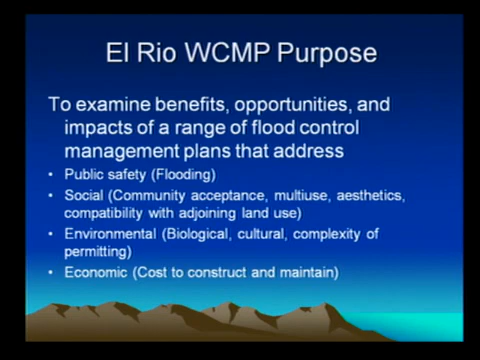 El Rio WCMP Purpose
To examine benefits, opportunities, and
impacts of a range of flood control
management plans that address
• Public safety (Flooding)
• Social (Community acceptance, multiuse, aesthetics,
compatibility with adjoining land use)
• Environmental (Biological, cultural, complexity of
permitting)
• Economic (Cost to construct and maintain)